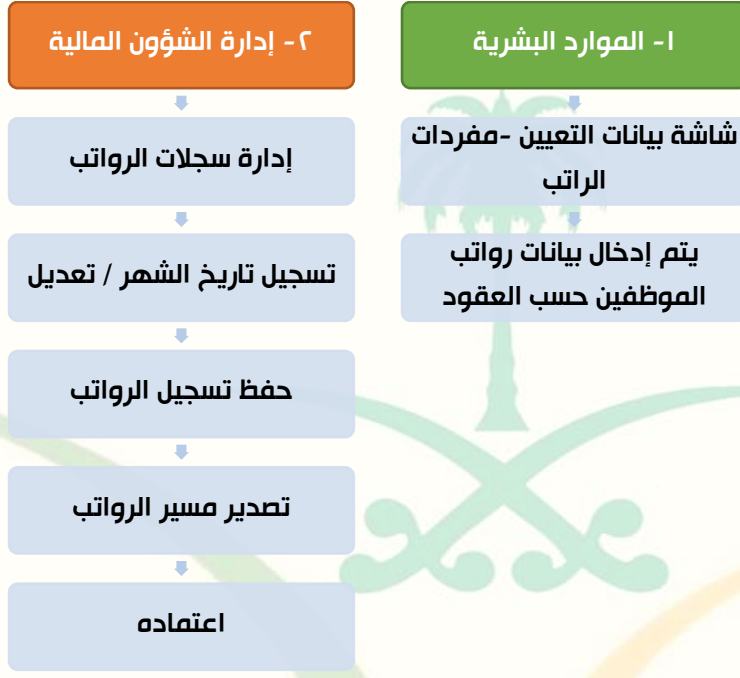 ١- الموارد البشرية
شاشة بيانات التعيين -مفردات
الراتب
يتم إدخال بيانات رواتب
الموظفين حسب العقود
٢- إدارة الشؤون المالية
إدارة سجلات الرواتب
تسجيل تاريخ الشهر / تعديل
حفظ تسجيل الرواتب
تصدير مسير الرواتب
اعتماده